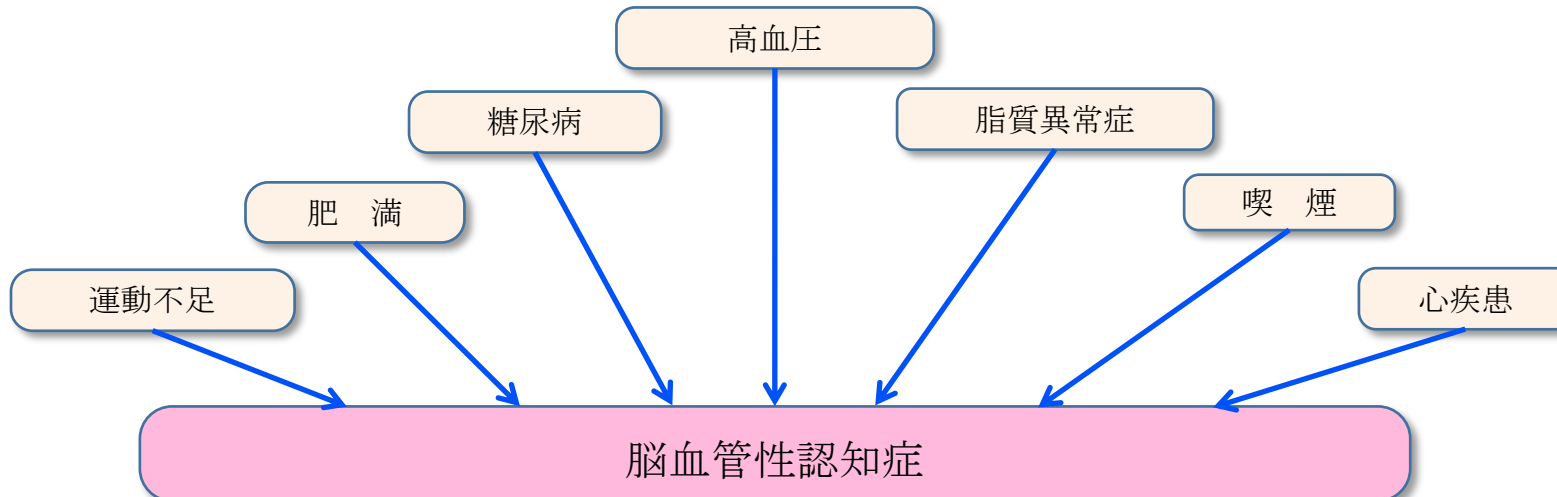 高血圧
糖尿病
脂質異常症
肥　満
喫　煙
運動不足
心疾患
脳血管性認知症